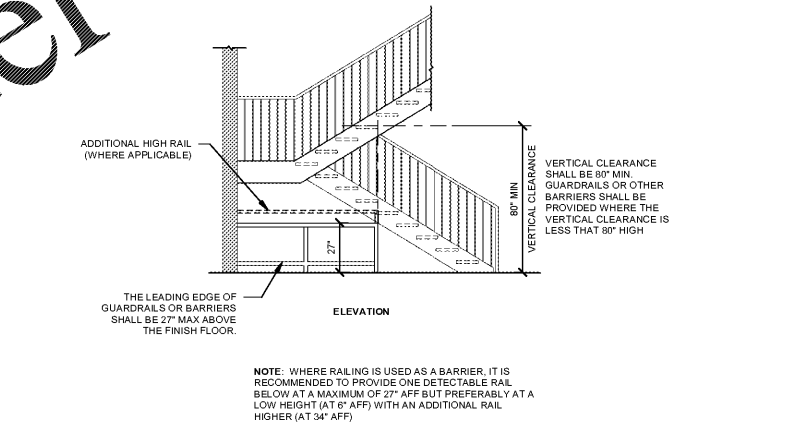 ADDITIONAL HIGH RAIL
(WHERE APPLICABLE)
27"
80" MIN
VERTICAL CLEARANCE
VERTICAL CLEARANCE
SHALL BE 80" MIN.
GUARDRAILS OR OTHER
BARRIERS SHALL BE
PROVIDED WHERE THE
VERTICAL CLEARANCE IS
LESS THAT 80" HIGH
THE LEADING EDGE OF
GUARDRAILS OR BARRIERS
SHALL BE 27" MAX ABOVE
THE FINISH FLOOR.
ELEVATION
NOTE: WHERE RAILING IS USED AS A BARRIER, IT IS
RECOMMENDED TO PROVIDE ONE DETECTABLE RAIL
BELOW AT A MAXIMUM OF 27" AFF BUT PREFERABLY AT A
LOW HEIGHT (AT 6" AFF) WITH AN ADDITIONAL RAIL
HIGHER (AT 34" AFF)